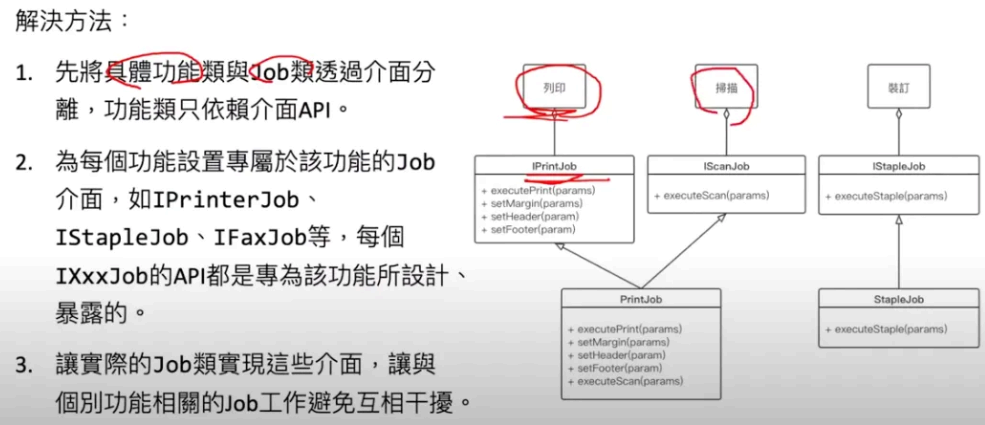 解決方法：
1. 先將具體功能類與Job類透過介面分
離，功能類只依賴介面API。
2. 為每個功能設置專屬於該功能的Job
介面，如IPrinterJob、
IStapleJob、IFaxJob等，每個
IXxxJob的API都是專為該功能所設計、
暴露的。
3. 讓實際的Job類實現這些介面，讓與
個別功能相關的Job工作避免互相干擾。
列印
掃描
裝訂
IPrintJob
+ executePrint(params)
+ setMargin(params)
+ setHeader(param)
+ setFooter(param)
IScanJob
+ executeScan(params)
IStapleJob
+ executeStaple(params)
PrintJob
+ executePrint(params)
+ setMargin(params)
+ setHeader(param)
+ setFooter(param)
+ executeScan(params)
StapleJob
+ executeStaple(params)